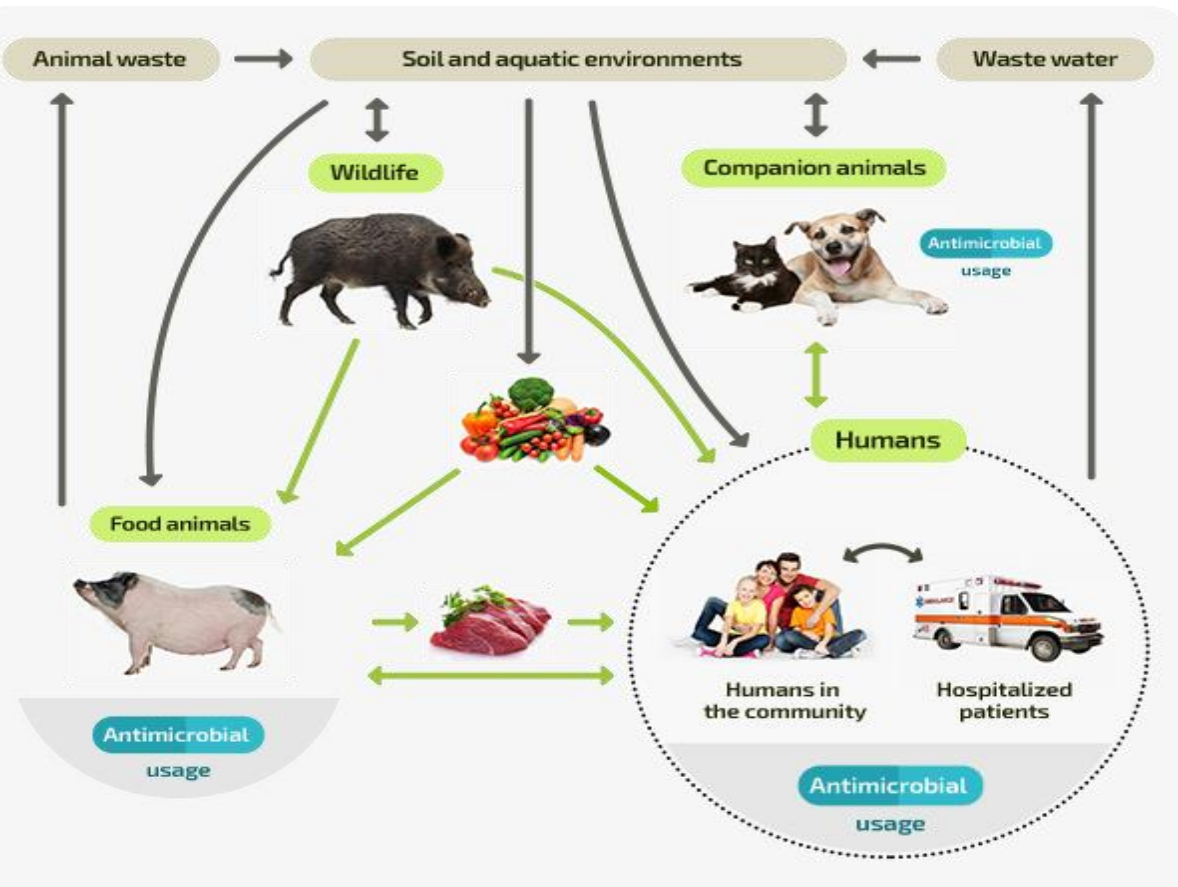 Animal waste
Soil and aquatic environments
Waste water
Wildlife
Companion animals
Antimicrobial
usage
Humans
Food animals
AMBULANCE
Humans in
the community
Hospitalized
patients
Antimicrobial
usage
Antimicrobial
usage